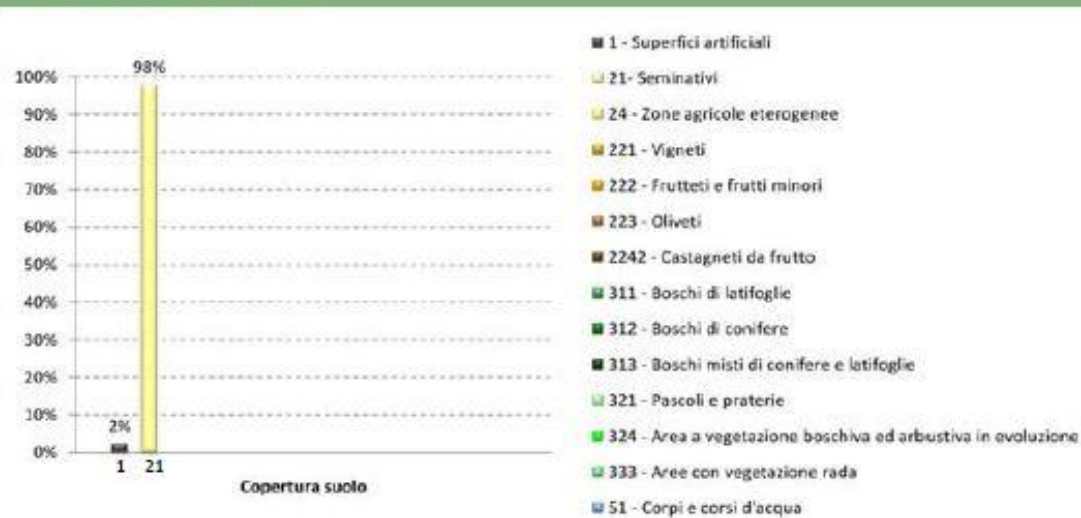 98%
100%
90%
80%
70%
60%
50%
40%
30%
20%
10%
2%
0%
1 21
Copertura suolo
1 - Superfici artificiali
21- Seminativi
24 - Zone agricole eterogenee
221 - Vigneti
222 - Frutteti e frutti minori
223 - Oliveti
2242 - Castagneti da frutto
311 - Boschi di latifoglie
312 - Boschi di conifere
313 - Boschi misti di conifere e latifoglie
321 - Pascoli e praterie
324 - Area a vegetazione boschiva ed arbustiva in evoluzione
333 - Aree con vegetazione rada
51 - Corpi e corsi d'acqua